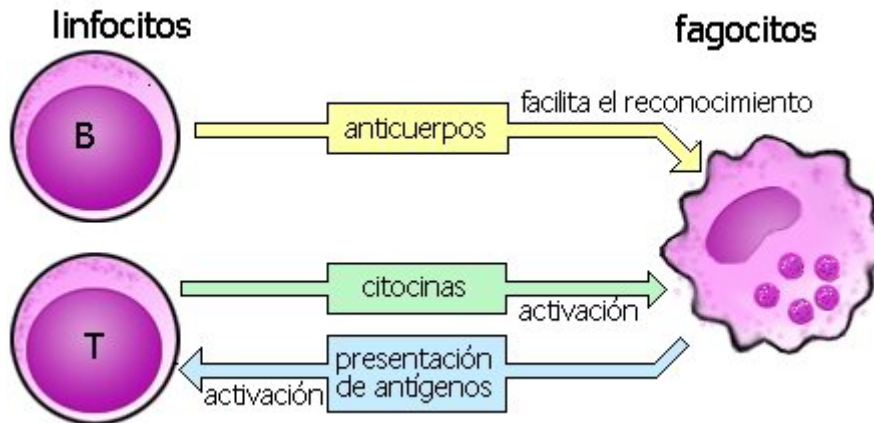 linfocitos
fagocitos
B
anticuerpos
facilita el reconocimiento
T
citocinas
activación
presentación
de antígenos
activación